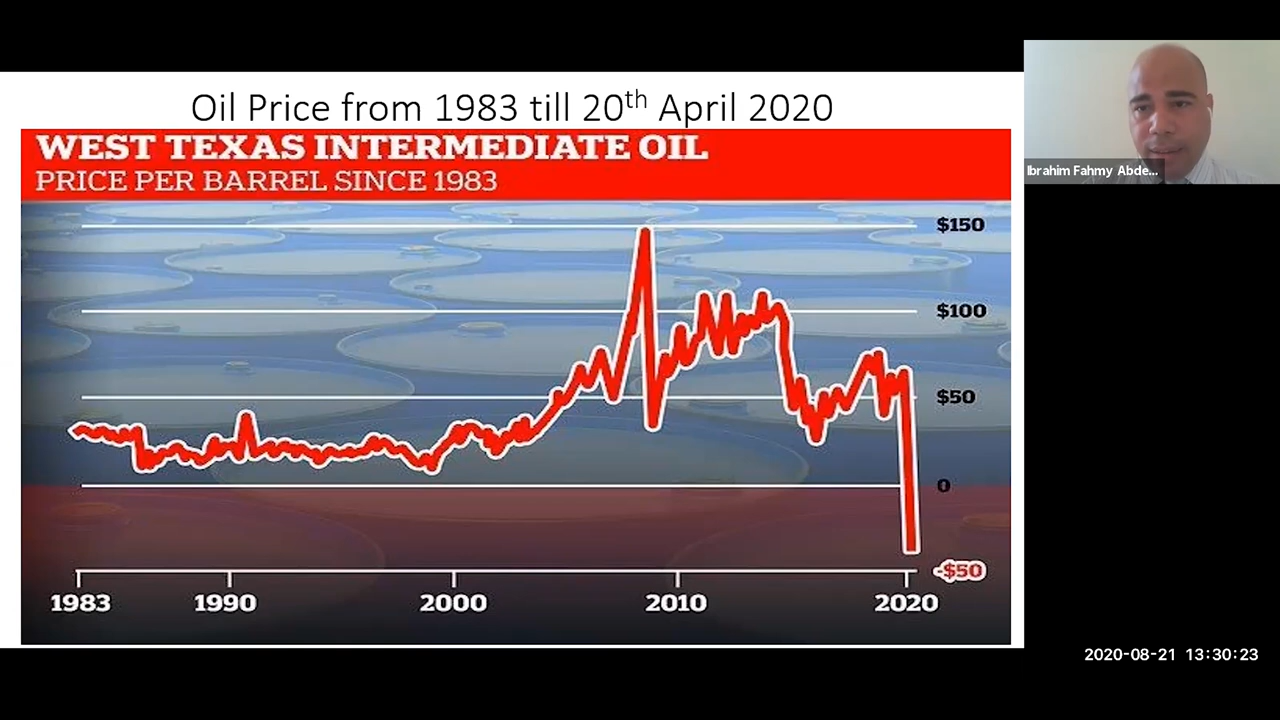 Oil Price from 1983 till 20th April 2020
WEST TEXAS INTERMEDIATE OIL
PRICE PER BARREL SINCE 1983
$150
$100
$50
0
-$50
1983 1990 2000 2010 2020
Ibrahim Fahmy Abde...
2020-08-21 13:30:23